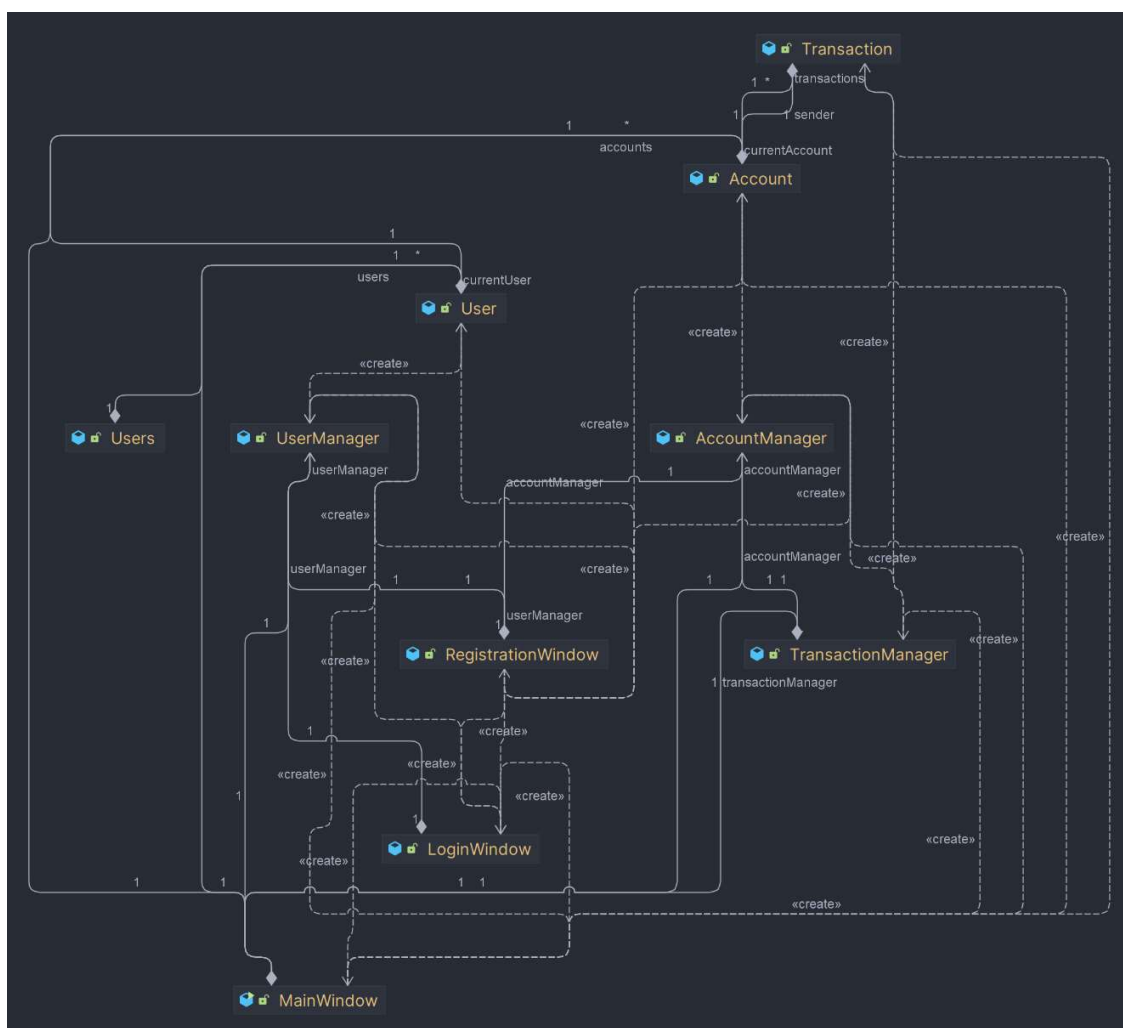 Transaction
1 * transactions
1 1 sender
1 *
accounts
currentAccount
Account
1
1 *
users
currentUser
User
«create»
«create»
«create»
1
Users
UserManager
«create»
AccountManager
userManager
1
accountManager
accountManager
«create»
«create»
«create»
accountManager
«create»
userManager
«create»
1 1
1
1 1
1
1 userManager
RegistrationWindow
TransactionManager
«create»
«create»
1 transactionManager
1
«create»
«create»
«create»
1
«create»
1
LoginWindow
«create»
«create»
1
1
1 1
«create»
MainWindow